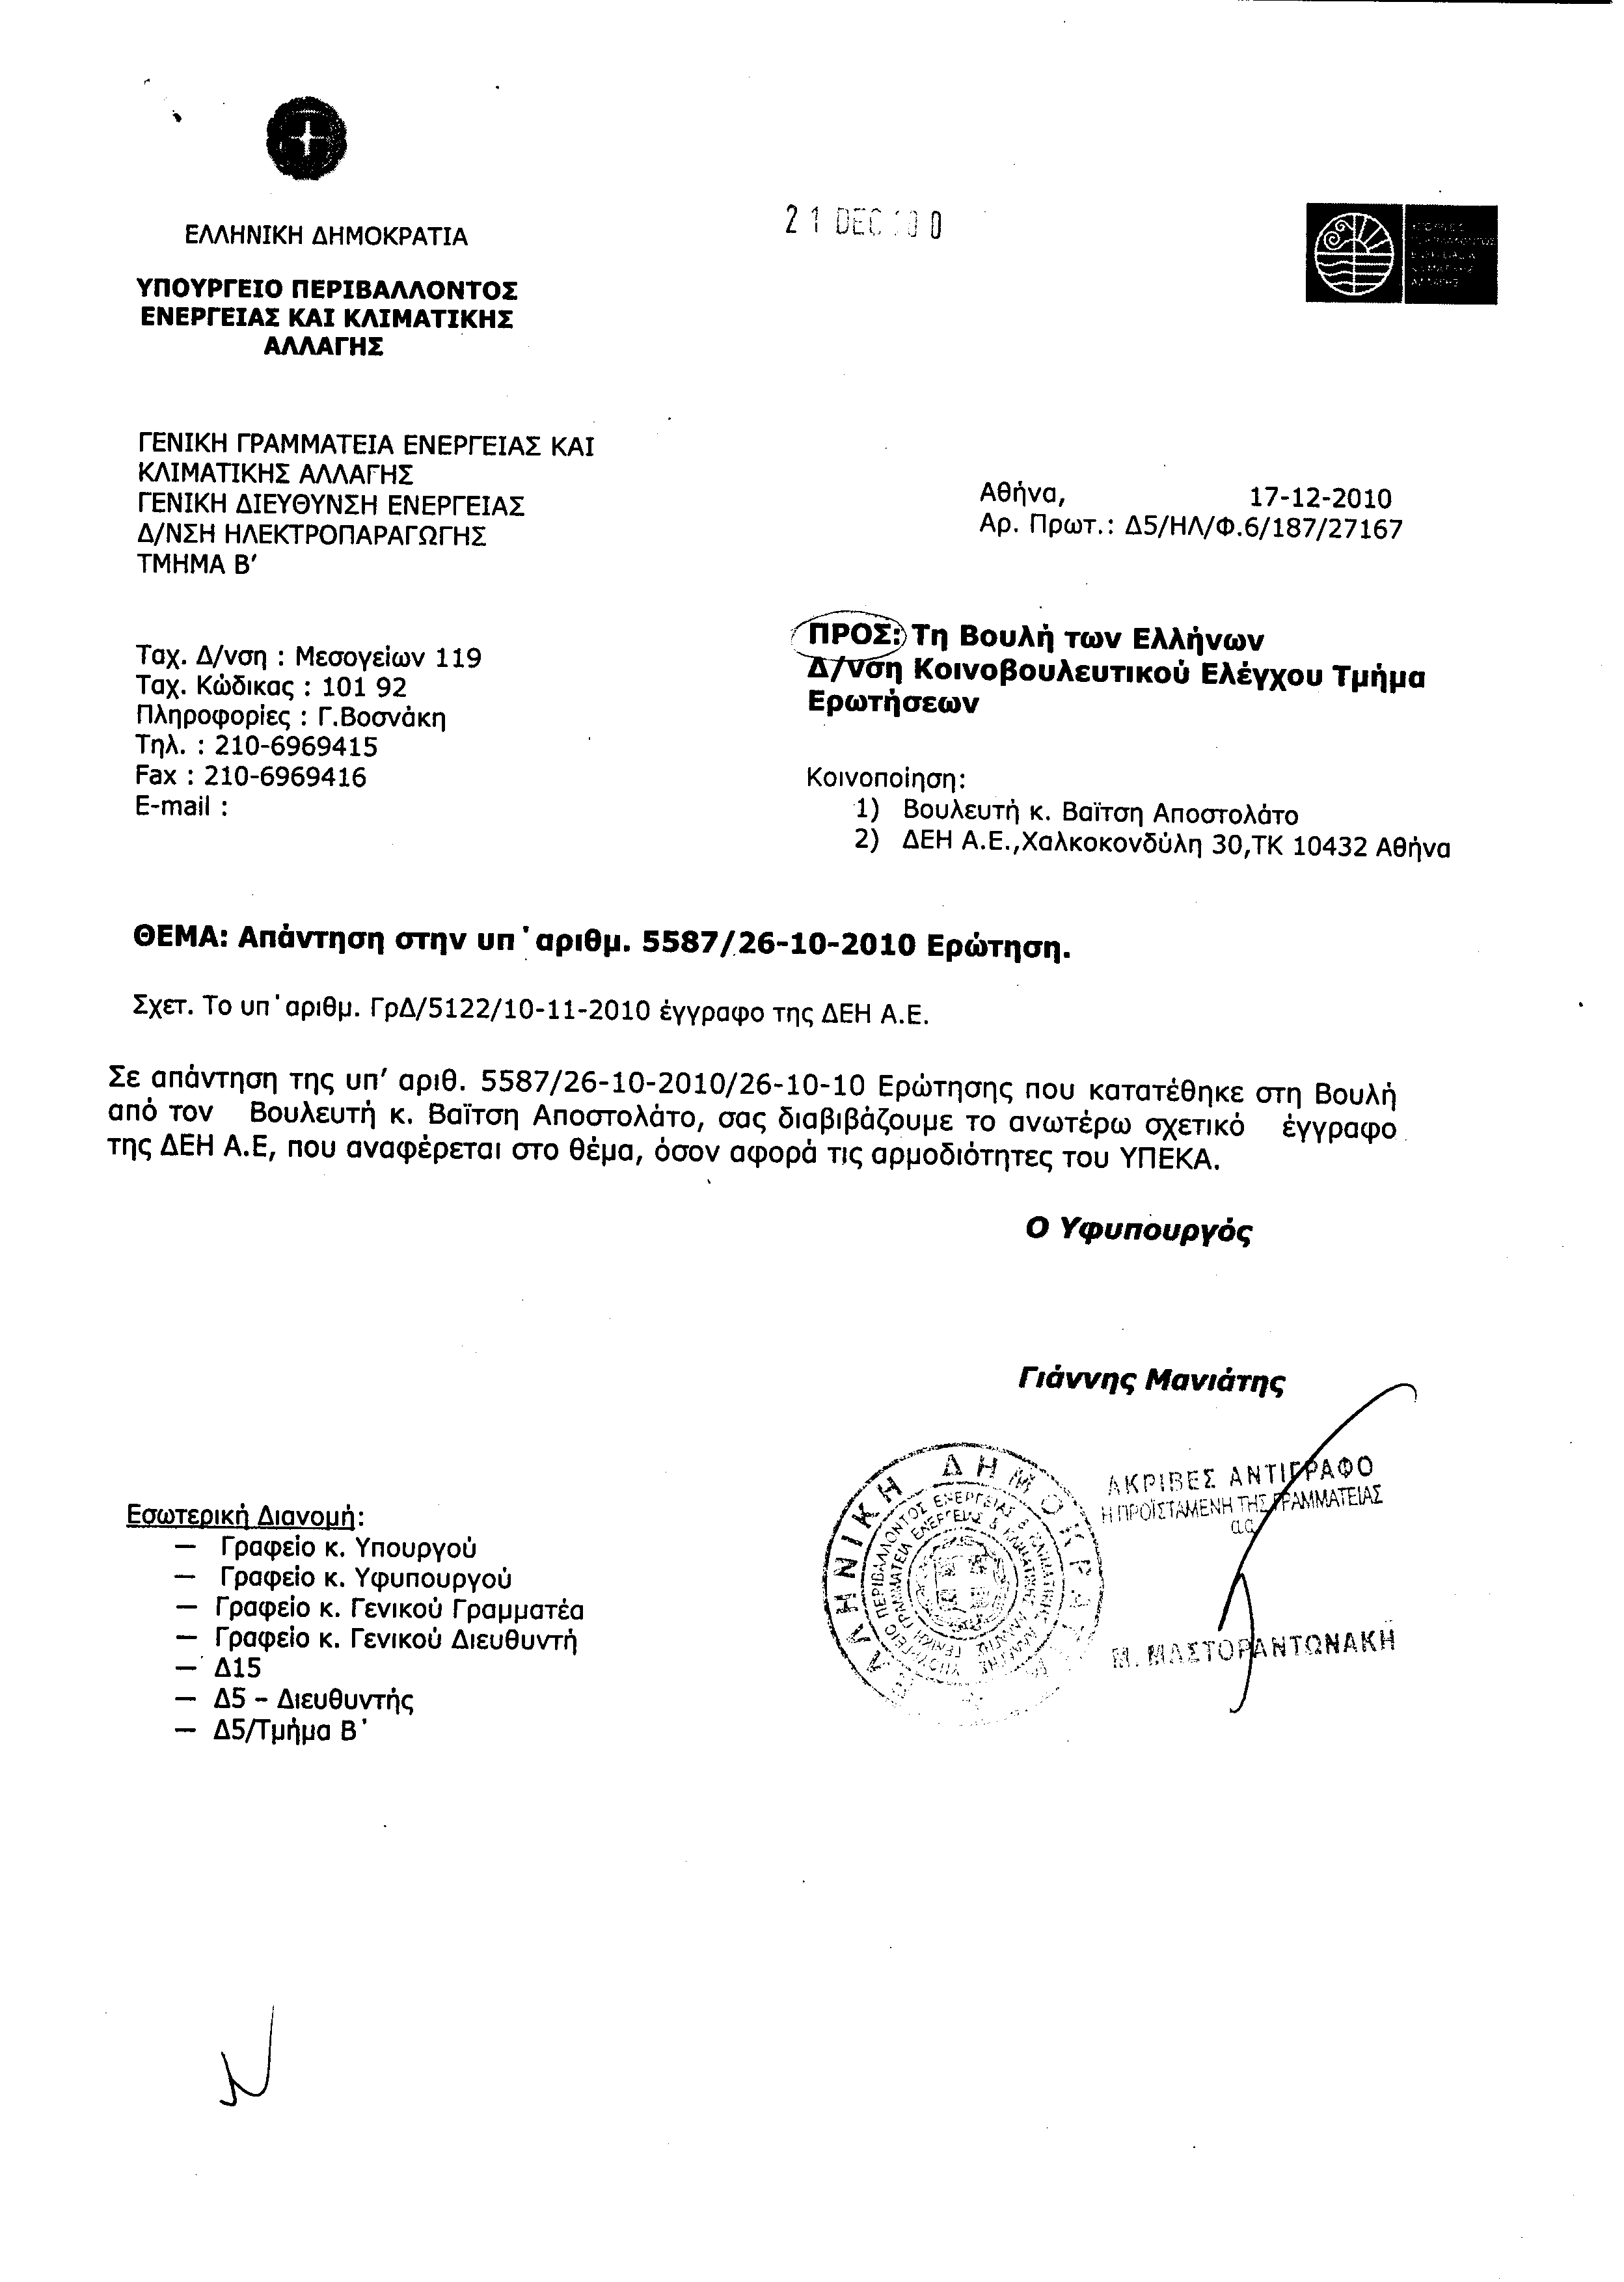 ΕΛΛΗΝΙΚΗ ΔΗΜΟΚΡΑΤΙΑ
ΥΠΟΥΡΓΕΙΟ ΠΕΡΙΒΑΛΛΟΝΤΟΣ
ΕΝΕΡΓΕΙΑΣ ΚΑΙ ΚΛΙΜΑΤΙΚΗΣ
ΑΛΛΑΓΗΣ
21 DEC
ΓΕΝΙΚΗ ΓΡΑΜΜΑΤΕΙΑ ΕΝΕΡΓΕΙΑΣ ΚΑΙ
ΚΛΙΜΑΤΙΚΗΣ ΑΛΛΑΓΗΣ
ΓΕΝΙΚΗ ΔΙΕΥΘΥΝΣΗ ΕΝΕΡΓΕΙΑΣ
Δ/ΝΣΗ ΗΛΕΚΤΡΟΠΑΡΑΓΩΓΗΣ
ΤΜΗΜΑ Β’
Αθήνα, 17-12-2010
Αρ. Πρωτ.: Δ5/ΗΛ/Φ.6/187/27167
Ταχ. Δ/νση : Μεσογείων 119
Ταχ. Κώδικας : 101 92
Πληροφορίες : Γ.Βοσνάκη
Τηλ. : 210-6969415
Fax : 210-6969416
E-mail :
ΠΡΟΣ: Τη Βουλή των Ελλήνων
Δ/νση Κοινοβουλευτικού Ελέγχου Τμήμα
Ερωτήσεων
Κοινοποίηση:
1) Βουλευτή κ. Βαϊτση Αποστολάτο
2) ΔΕΗ Α.Ε.,Χαλκοκονδύλη 30,ΤΚ 10432 Αθήνα
ΘΕΜΑ: Απάντηση στην υπ΄αριθμ. 5587/26-10-2010 Ερώτηση.
Σχετ. Το υπ΄αριθμ. ΓρΔ/5122/10-11-2010 έγγραφο της ΔΕΗ Α.Ε.
Σε απάντηση της υπ’ αριθ. 5587/26-10-2010/26-10-10 Ερώτησης που κατατέθηκε στη Βουλή
από τον Βουλευτή κ. Βαϊτση Αποστολάτο, σας διαβιβάζουμε το ανωτέρω σχετικό έγγραφο
της ΔΕΗ Α.Ε, που αναφέρεται στο θέμα, όσον αφορά τις αρμοδιότητες του ΥΠΕΚΑ.
Ο Υφυπουργός
Γιάννης Μανιάτης
ΕΛΛΗΝΙΚΗ ΔΗΜΟΚΡΑΤΙΑ
ΑΚΡΙΒΕΣ ΑΝΤΙΓΡΑΦΟ
Η ΠΡΟΪΣΤΑΜΕΝΗ ΤΗΣ ΓΡΑΜΜΑΤΕΙΑΣ
α.α
Μ. ΜΑΣΤΟΡΑΝΤΩΝΑΚΗ
Εσωτερική Διανομή:
— Γραφείο κ. Υπουργού
— Γραφείο κ. Υφυπουργού
— Γραφείο κ. Γενικού Γραμματέα
— Γραφείο κ. Γενικού Διευθυντή
— Δ15
— Δ5 – Διευθυντής
— Δ5/Τμήμα Β΄